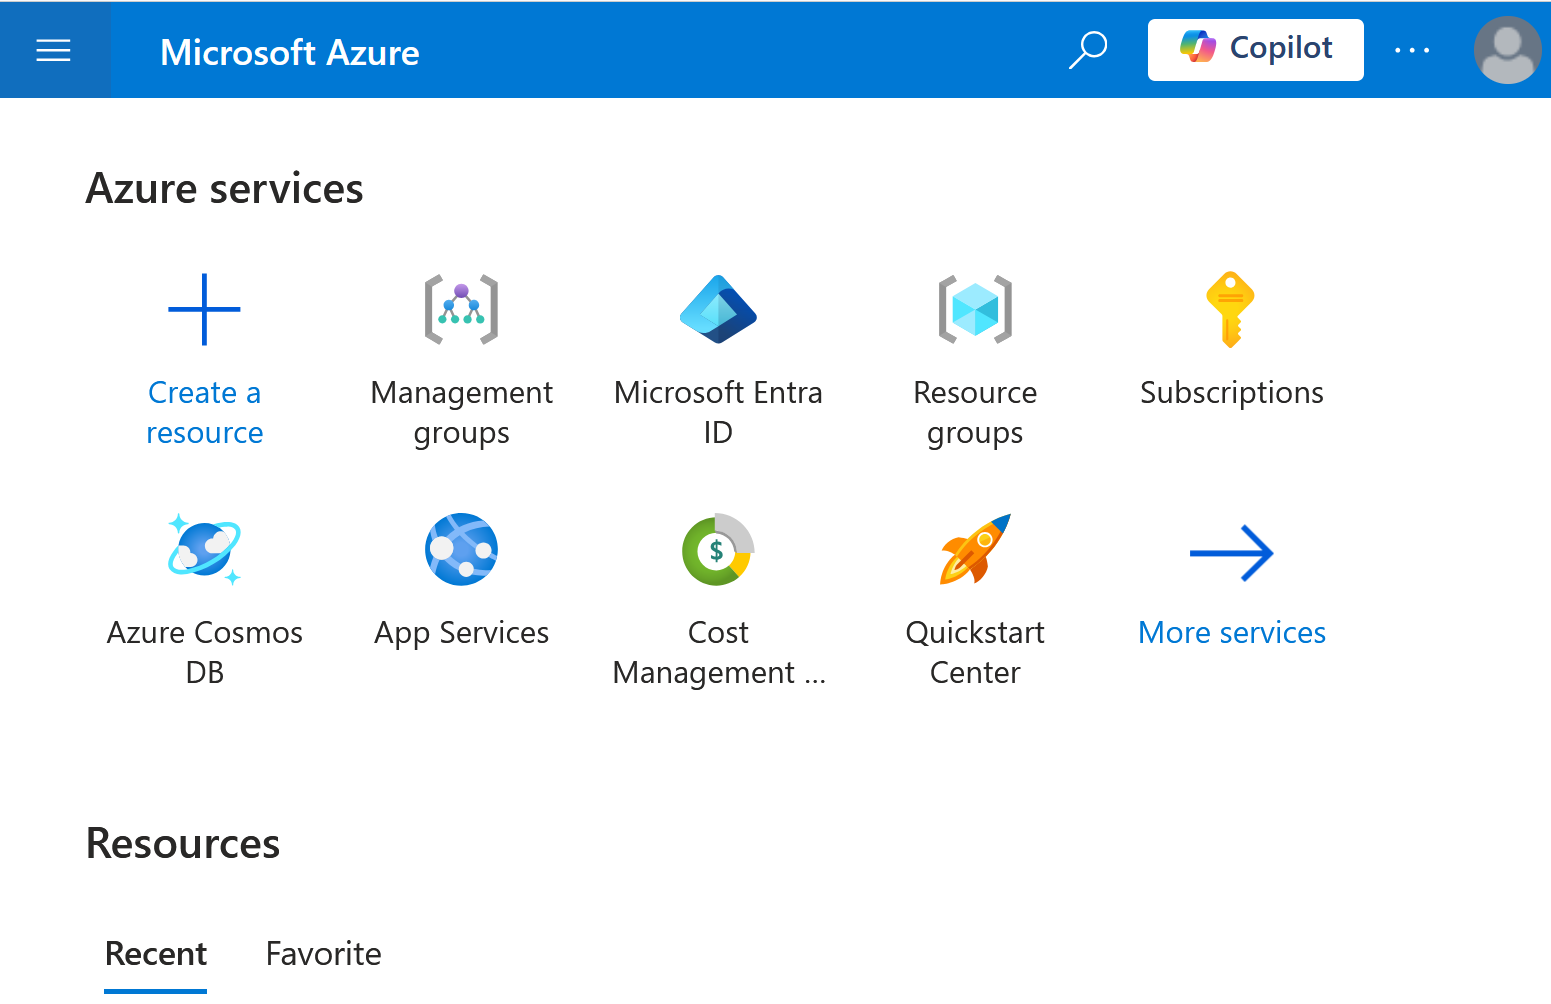 Microsoft Azure
Copilot
Azure services
Create a
resource
Management
groups
Microsoft Entra
ID
Resource
groups
Subscriptions
Azure Cosmos
DB
App Services
$
Cost
Management ...
Quickstart
Center
More services
Resources
Recent
Favorite